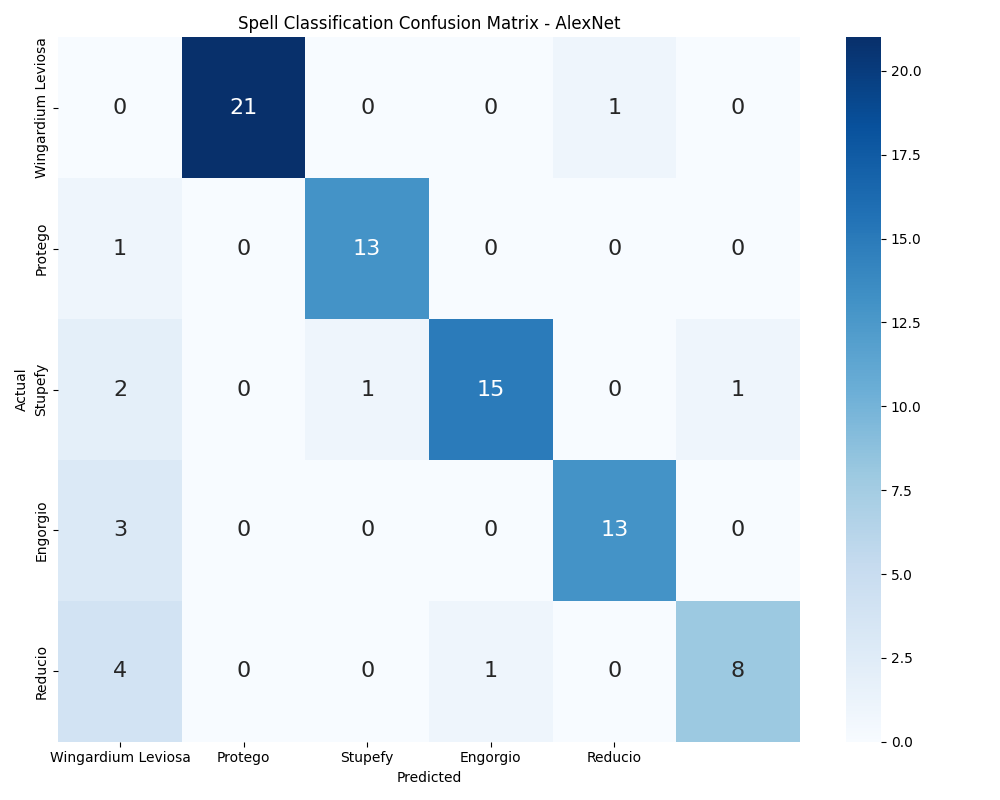 Spell Classification Confusion Matrix - AlexNet
Actual
Wingardium Leviosa
0 21 0 0 1 0
Protego
1 0 13 0 0 0
Stupefy
2 0 1 15 0 1
Engorgio
3 0 0 0 13 0
Reducio
4 0 0 1 0 8
Wingardium Leviosa Protego Stupefy Engorgio Reducio
Predicted
20.0
17.5
15.0
12.5
10.0
7.5
5.0
2.5
0.0